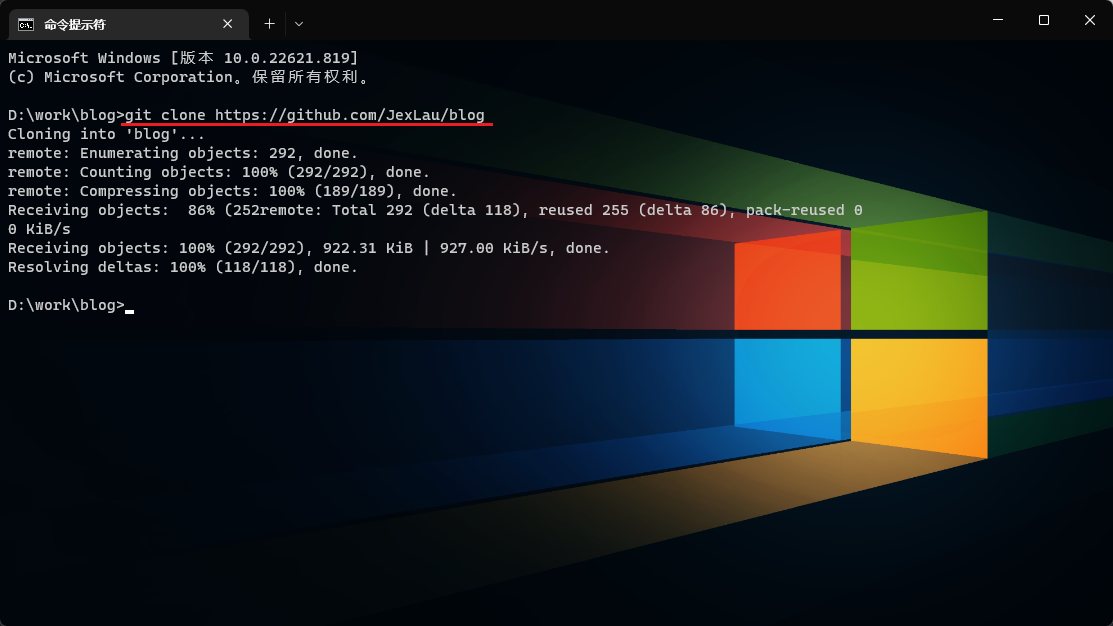 命令提示符
Microsoft Windows [版本 10.0.22621.819]
(c) Microsoft Corporation。保留所有权利。
D:\work\blog>git clone https://github.com/JexLau/blog
Cloning into 'blog'...
remote: Enumerating objects: 292, done.
remote: Counting objects: 100% (292/292), done.
remote: Compressing objects: 100% (189/189), done.
Receiving objects:  86% (252remote: Total 292 (delta 118), reused 255 (delta 86), pack-reused 0
0 KiB/s
Receiving objects: 100% (292/292), 922.31 KiB | 927.00 KiB/s, done.
Resolving deltas: 100% (118/118), done.
D:\work\blog>